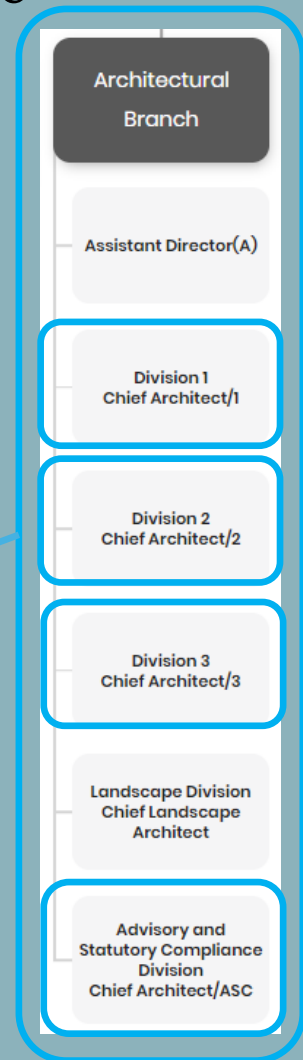 Architectural
Branch
Assistant Director(A)
Division 1
Chief Architect/1
Division 2
Chief Architect/2
Division 3
Chief Architect/3
Landscape Division
Chief Landscape
Architect
Advisory and
Statutory Compliance
Division
Chief Architect/ASC